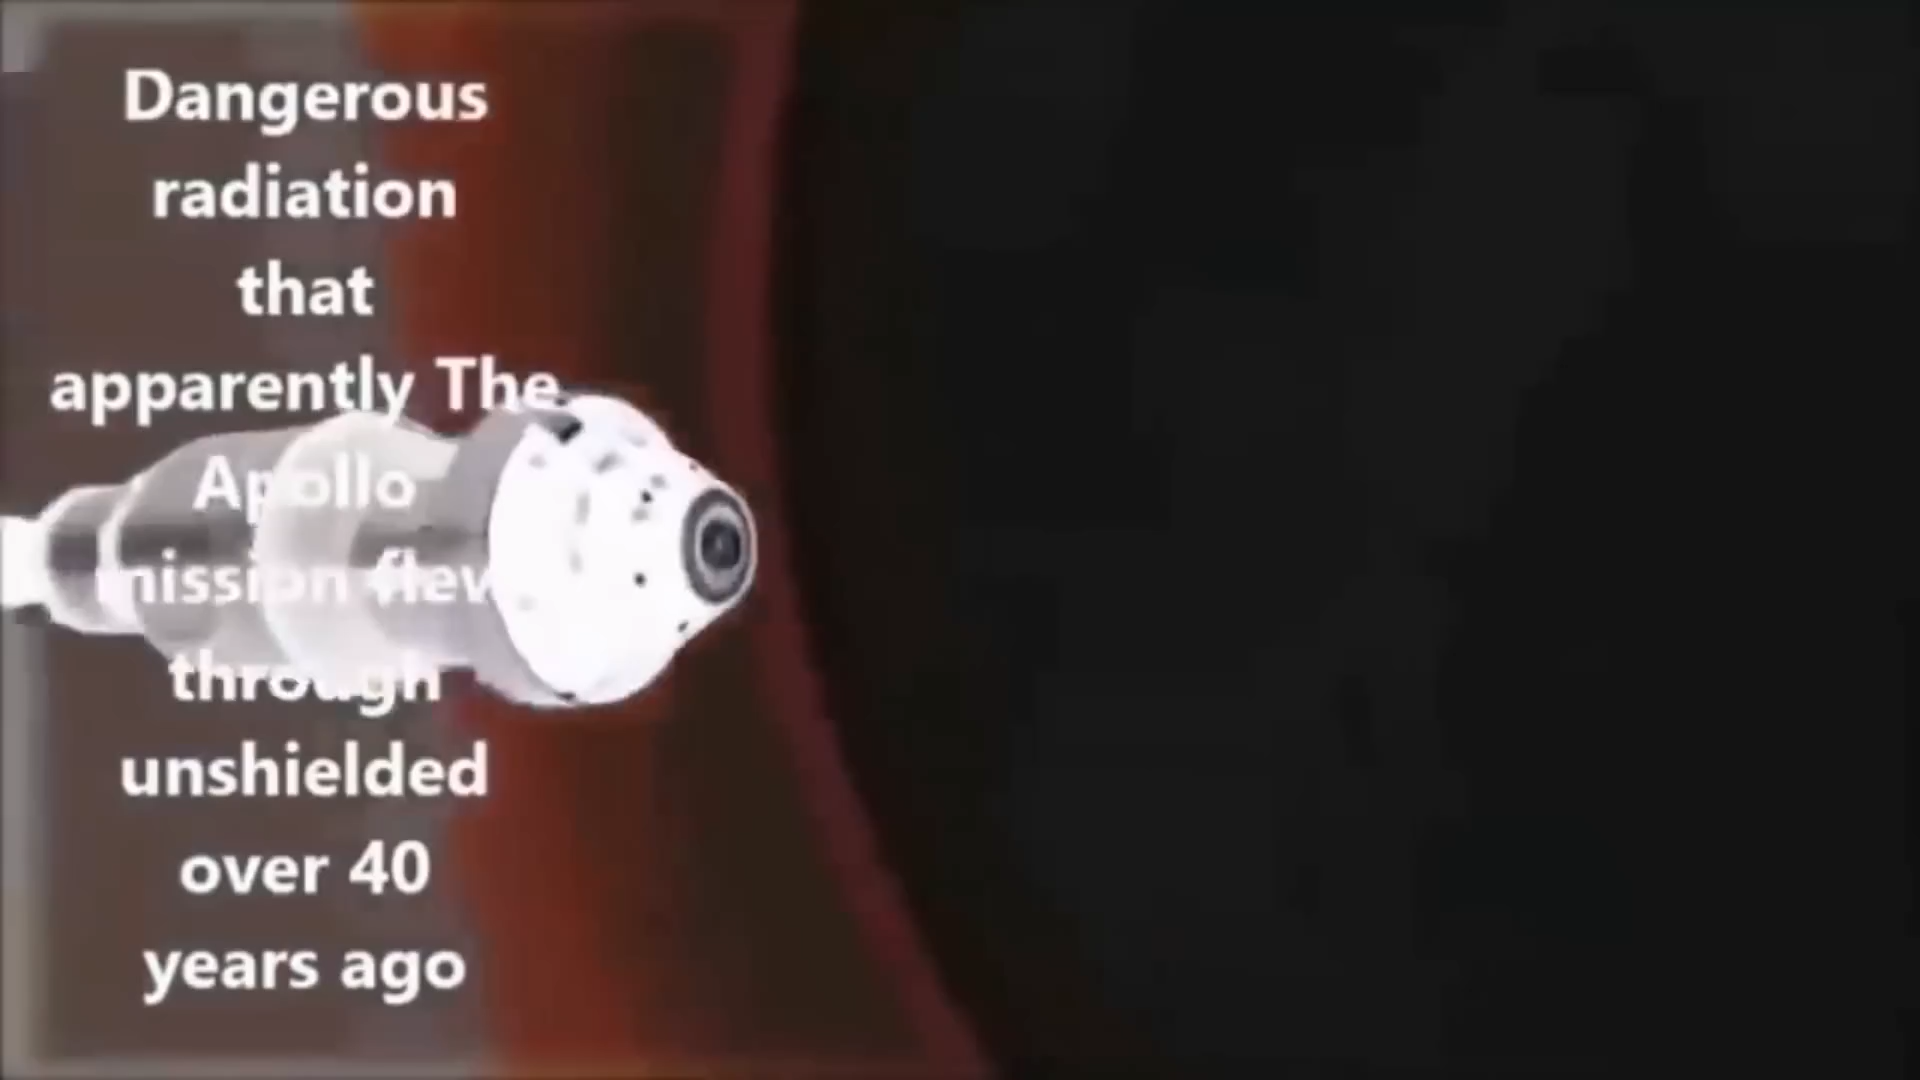 Dangerous
radiation
that
apparently The
Apollo
mission flew
through
unshielded
over 40
years ago